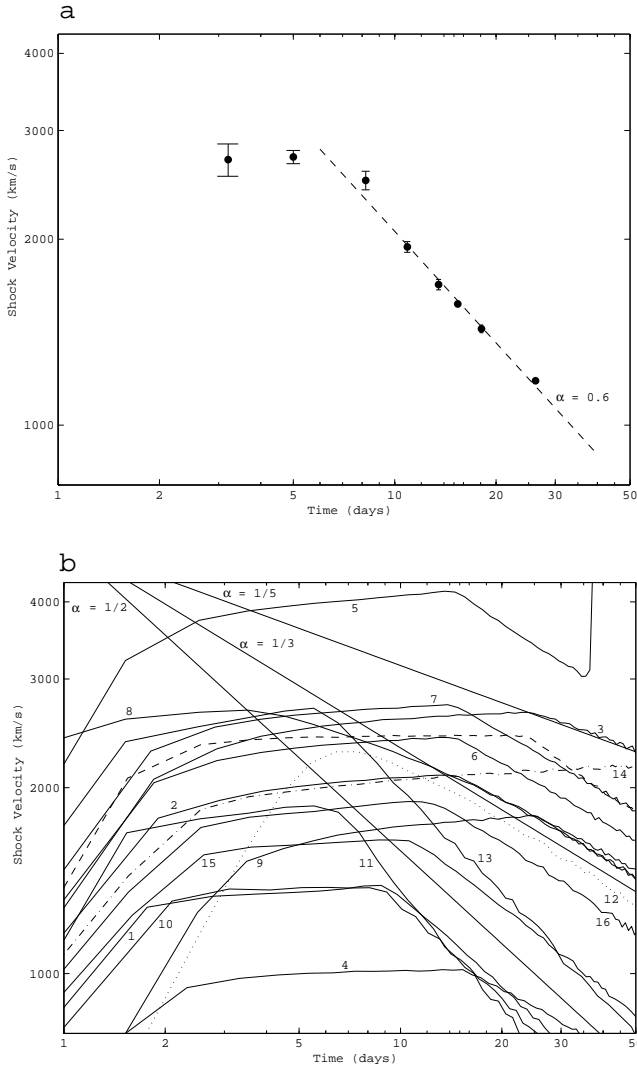 a
4000
3000
2000
1000
Shock Velocity (km/s)
α = 0.6
1 2 5 10 20 30 50
Time (days)
b
4000
3000
2000
1000
Shock Velocity (km/s)
α = 1/5
α = 1/2
5
α = 1/3
8
7
3
6
14
2
15
9
11
13
12
16
1
10
4
1 2 5 10 20 30 5
Time (days)